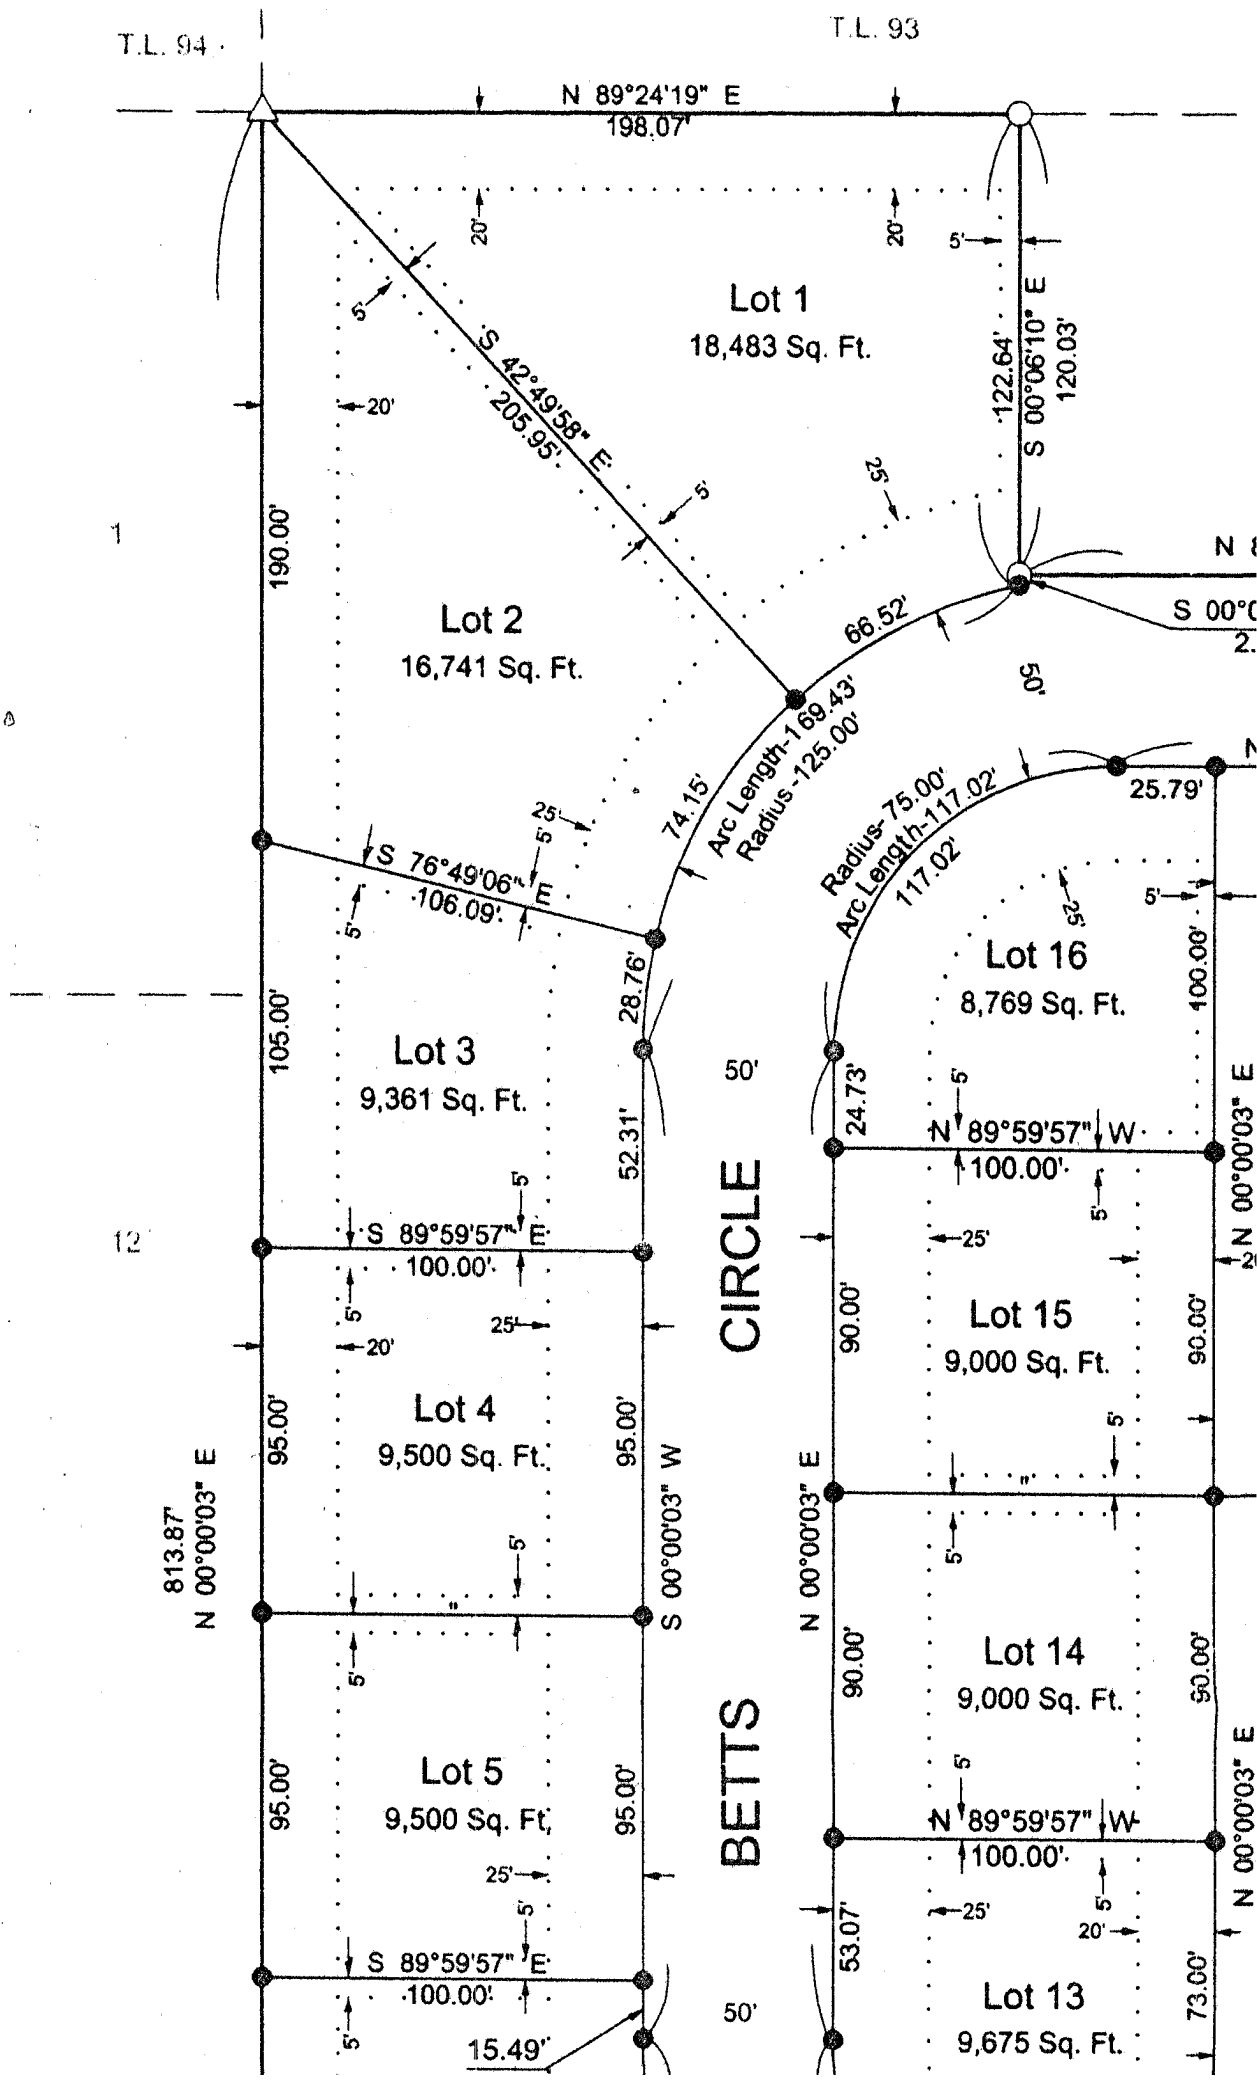 T.L. 94
T.L. 93
N 89°24'19" E
198.07'
20'
20'
5'
Lot 1
18,483 Sq. Ft.
122.64'
S 00°06'10" E
120.03'
5'
S 42°49'58" E
205.95'
20'
5'
25'
1
190.00'
Lot 2
16,741 Sq. Ft.
66.52'
N
S 00°
2.
50'
Arc Length-169.43'
Radius-125.00'
74.15'
25'
5'
Radius-75.00'
Arc Length-117.02'
117.02'
N
25.79'
S 76°49'06" E
106.09'
5'
25'
5'
Lot 16
8,769 Sq. Ft.
100.00'
28.76'
105.00'
Lot 3
9,361 Sq. Ft.
50'
24.73'
5'
N 89°59'57" W
100.00'
5'
N 00°00'03" E
52.31'
5'
12
S 89°59'57" E
100.00'
5'
CIRCLE
25'
20'
25'
20'
90.00'
Lot 15
9,000 Sq. Ft.
90.00'
Lot 4
9,500 Sq. Ft.
95.00'
95.00'
5'
"
5'
813.87'
N 00°00'03" E
S 00°00'03" W
N 00°00'03" E
5'
"
5'
90.00'
Lot 14
9,000 Sq. Ft.
90.00'
BETTS
Lot 5
9,500 Sq. Ft.
95.00'
95.00'
5'
N 89°59'57" W
100.00'
5'
N 00°00'03" E
25'
5'
25'
20'
53.07'
S 89°59'57" E
100.00'
5'
15.49'
50'
Lot 13
9,675 Sq. Ft.
73.00'